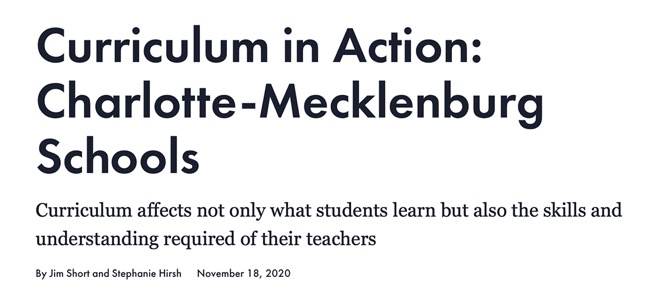 Curriculum in Action:
Charlotte-Mecklenburg
Schools
Curriculum affects not only what students learn but also the skills and
understanding required of their teachers
By Jim Short and Stephanie Hirsh November 18, 2020